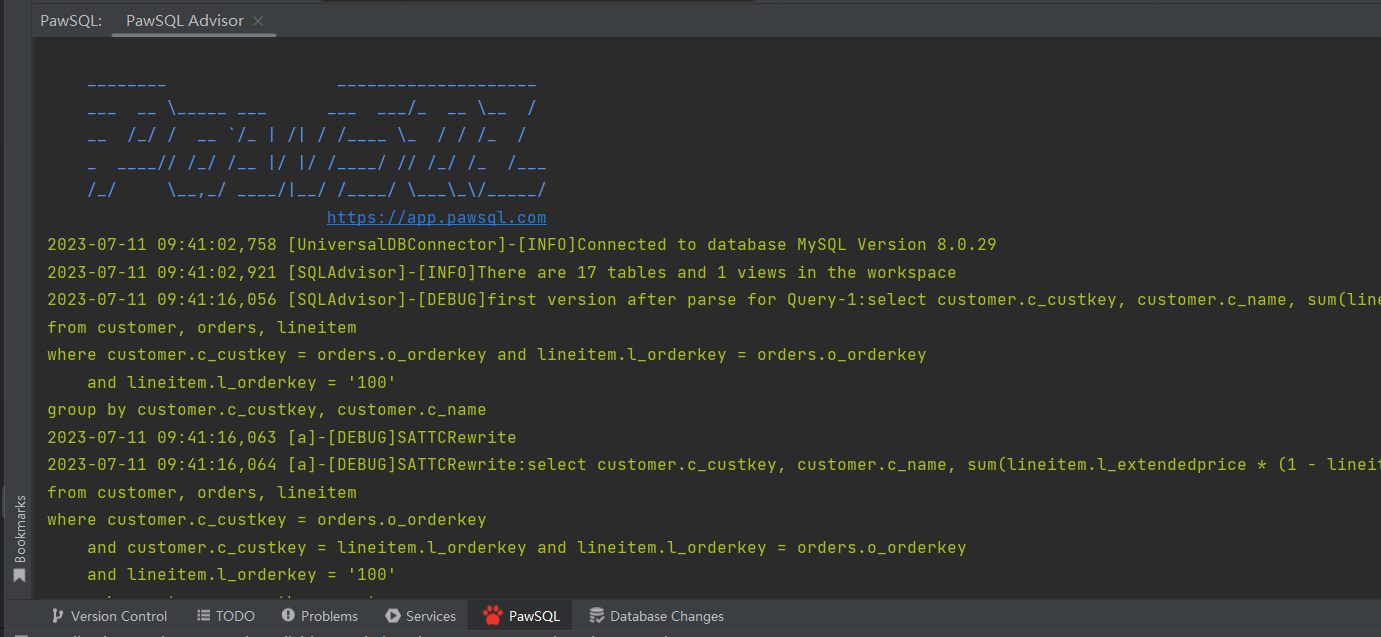 PawSQL: PawSQL Advisor
________                 ____________________
___  __ \_____ ___      ___  ___/_  __ \__  /
__  /_/ /  __ `/_ | /| / /____ \_  / / /_  /
_  ____// /_/ /__ |/ |/ /____/ // /_/ /_  /___
/_/     \__,_/ ____/|__/ /____/ \___\_\/_____/
https://app.pawsql.com
2023-07-11 09:41:02,758 [UniversalDBConnector]-[INFO]Connected to database MySQL Version 8.0.29
2023-07-11 09:41:02,921 [SQLAdvisor]-[INFO]There are 17 tables and 1 views in the workspace
2023-07-11 09:41:16,056 [SQLAdvisor]-[DEBUG]first version after parse for Query-1:select customer.c_custkey, customer.c_name, sum(line
from customer, orders, lineitem
where customer.c_custkey = orders.o_orderkey and lineitem.l_orderkey = orders.o_orderkey
and lineitem.l_orderkey = '100'
group by customer.c_custkey, customer.c_name
2023-07-11 09:41:16,063 [a]-[DEBUG]SATTCRewrite
2023-07-11 09:41:16,064 [a]-[DEBUG]SATTCRewrite:select customer.c_custkey, customer.c_name, sum(lineitem.l_extendedprice * (1 - lineit
from customer, orders, lineitem
where customer.c_custkey = orders.o_orderkey
and customer.c_custkey = lineitem.l_orderkey and lineitem.l_orderkey = orders.o_orderkey
and lineitem.l_orderkey = '100'
Bookmarks
Version Control TODO Problems Services PawSQL Database Changes